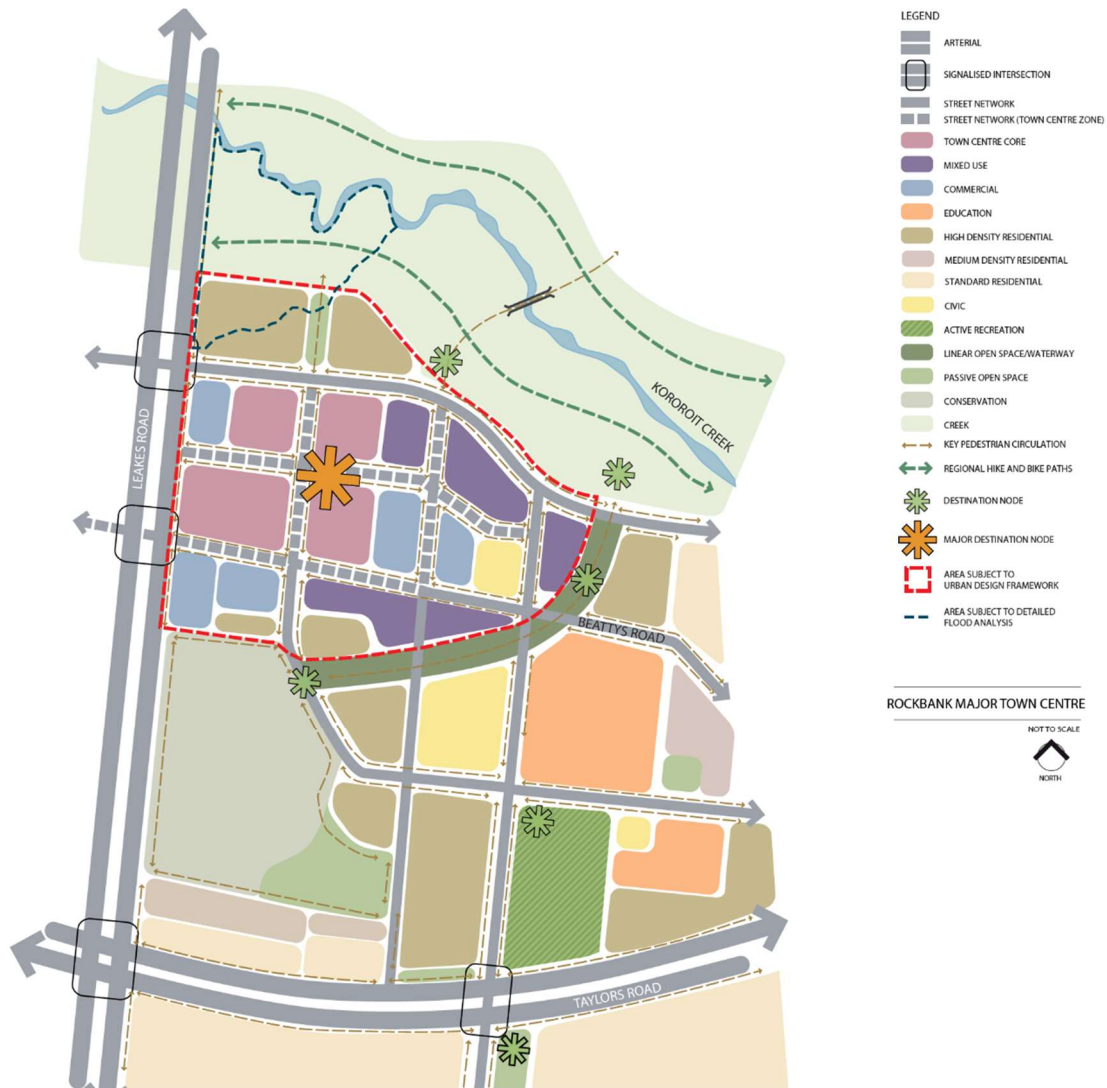 LEGEND
ARTERIAL
SIGNALISED INTERSECTION
STREET NETWORK
STREET NETWORK (TOWN CENTRE ZONE)
TOWN CENTRE CORE
MIXED USE
COMMERCIAL
EDUCATION
HIGH DENSITY RESIDENTIAL
MEDIUM DENSITY RESIDENTIAL
STANDARD RESIDENTIAL
CIVIC
ACTIVE RECREATION
LINEAR OPEN SPACE/WATERWAY
PASSIVE OPEN SPACE
CONSERVATION
CREEK
KEY PEDESTRIAN CIRCULATION
REGIONAL HIKE AND BIKE PATHS
DESTINATION NODE
MAJOR DESTINATION NODE
AREA SUBJECT TO
URBAN DESIGN FRAMEWORK
AREA SUBJECT TO DETAILED
FLOOD ANALYSIS
ROCKBANK MAJOR TOWN CENTRE
NOT TO SCALE
NORTH
KOROROIT CREEK
LEAKES ROAD
BEATTYS ROAD
TAYLORS ROAD